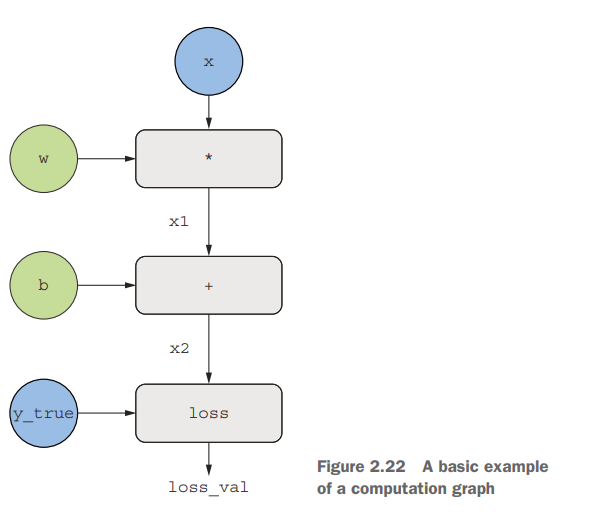 x
w
*
x1
b
+
x2
y_true
loss
loss_val
Figure 2.22 A basic example
of a computation graph